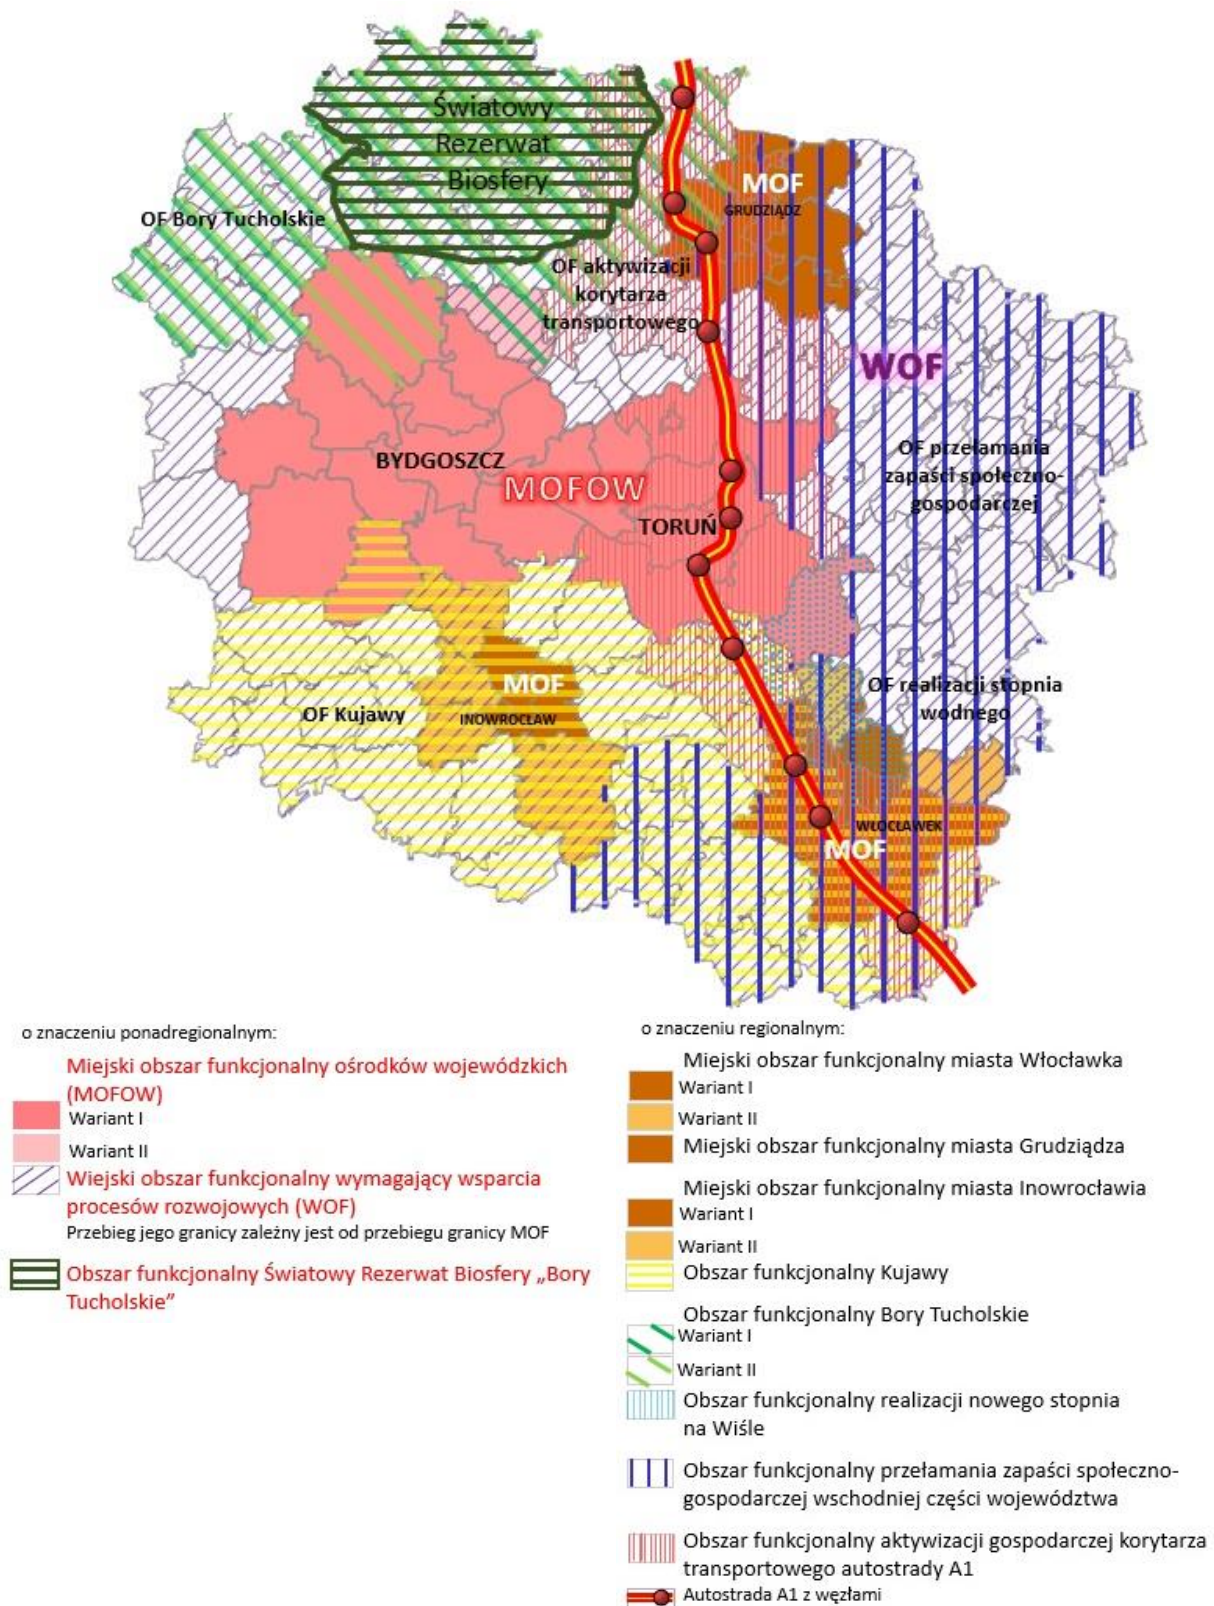 Światowy
Rezerwat
Biosfery
MOF
GRUDZIĄDZ
OF Bory Tucholskie
OF aktywizacji
korytarza
transportowego
WOF
OF przełamania
zapaści społeczno-
gospodarczej
BYDGOSZCZ
MOFOW
TORUŃ
OF realizacji stopnia
wodnego
MOF
OF Kujawy
INOWROCŁAW
WŁOCŁAWEK
MOF
o znaczeniu ponadregionalnym:
Miejski obszar funkcjonalny ośrodków wojewódzkich
(MOFOW)
Wariant I
Wariant II
Wiejski obszar funkcjonalny wymagający wsparcia
procesów rozwojowych (WOF)
Przebieg jego granicy zależny jest od przebiegu granicy MOF
Obszar funkcjonalny Światowy Rezerwat Biosfery „Bory
Tucholskie”
o znaczeniu regionalnym:
Miejski obszar funkcjonalny miasta Włocławka
Wariant I
Wariant II
Miejski obszar funkcjonalny miasta Grudziądza
Miejski obszar funkcjonalny miasta Inowrocławia
Wariant I
Wariant II
Obszar funkcjonalny Kujawy
Obszar funkcjonalny Bory Tucholskie
Wariant I
Wariant II
Obszar funkcjonalny realizacji nowego stopnia
na Wiśle
Obszar funkcjonalny przełamania zapaści społeczno-
gospodarczej wschodniej części województwa
Obszar funkcjonalny aktywizacji gospodarczej korytarza
transportowego autostrady A1
Autostrada A1 z węzłami